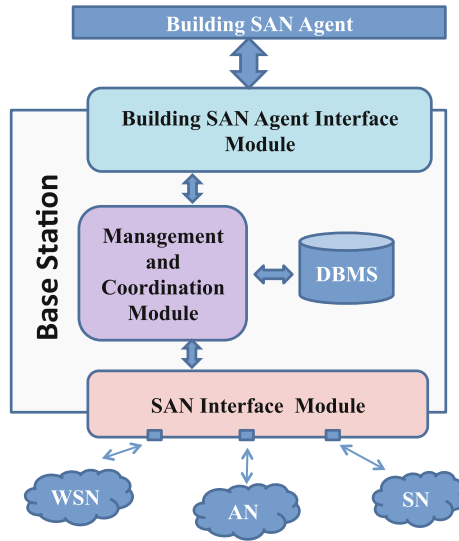 Building SAN Agent
Building SAN Agent Interface
Module
Base Station
Management
and
Coordination
Module
DBMS
SAN Interface Module
WSN
AN
SN